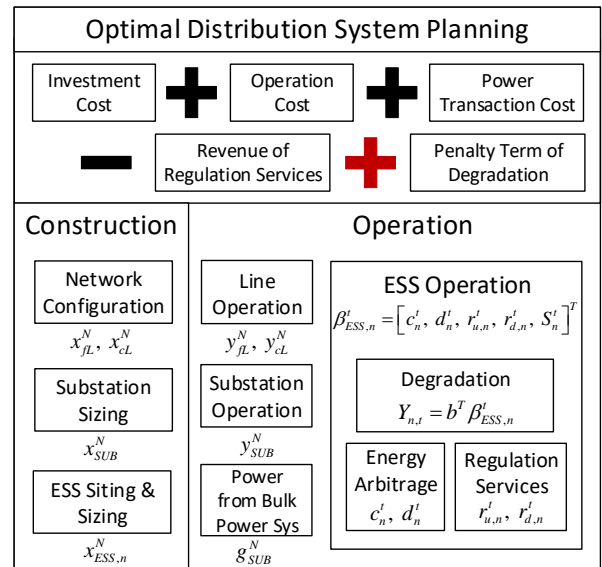 Optimal Distribution System Planning
Investment
Cost
+
Operation
Cost
+
Power
Transaction Cost
−
Revenue of
Regulation Services
+
Penalty Term of
Degradation
Construction
Network
Configuration
x_{fL}^N, x_{cL}^N
Substation
Sizing
x_{SUB}^N
ESS Siting &
Sizing
x_{ESS,n}^N
Operation
Line
Operation
y_{fL}^N, y_{cL}^N
Substation
Operation
y_{SUB}^N
Power
from Bulk
Power Sys
g_{SUB}^N
ESS Operation
β_{ESS,n}^t = [c_n^t, d_n^t, r_{u,n}^t, r_{d,n}^t, S_n^t]^T
Degradation
Y_{n,t} = b^T β_{ESS,n}^t
Energy
Arbitrage
c_n^t, d_n^t
Regulation
Services
r_{u,n}^t, r_{d,n}^t